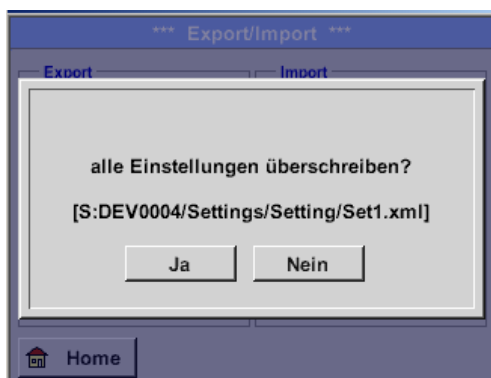 *** Export/Import ***
Export
Import
alle Einstellungen überschreiben?
[S:DEV0004/Settings/Setting/Set1.xml]
Ja
Nein
Home